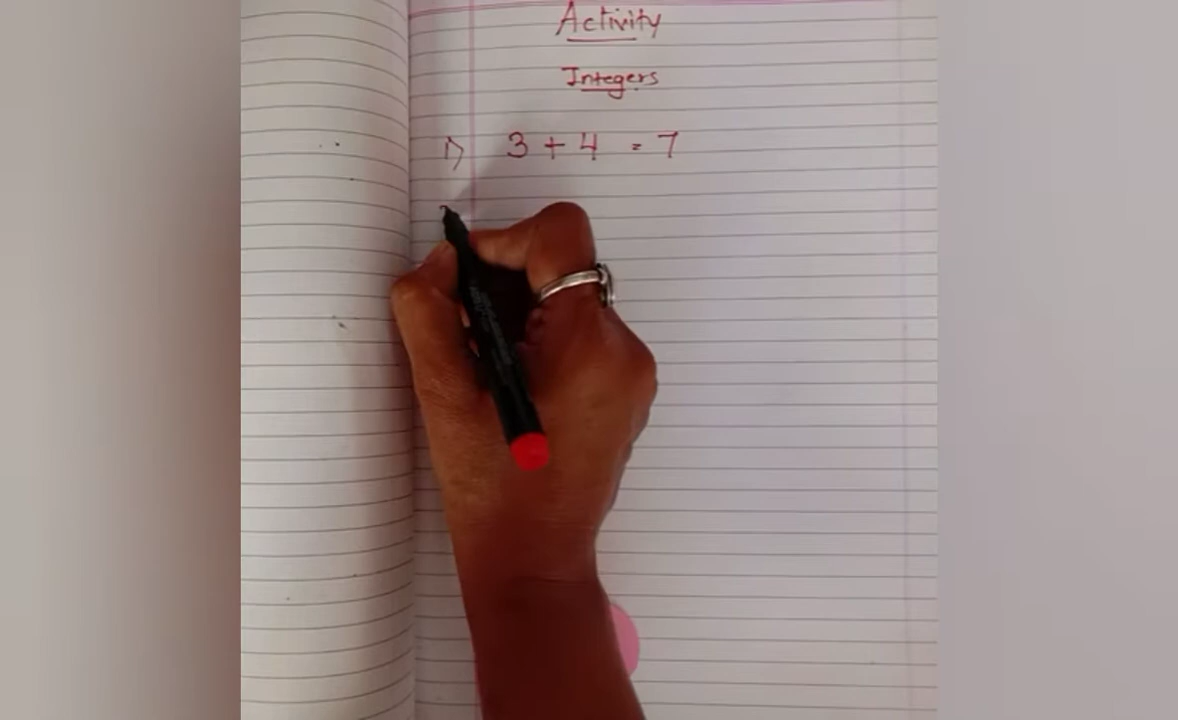 Activity
Integers
1) 3 + 4 = 7